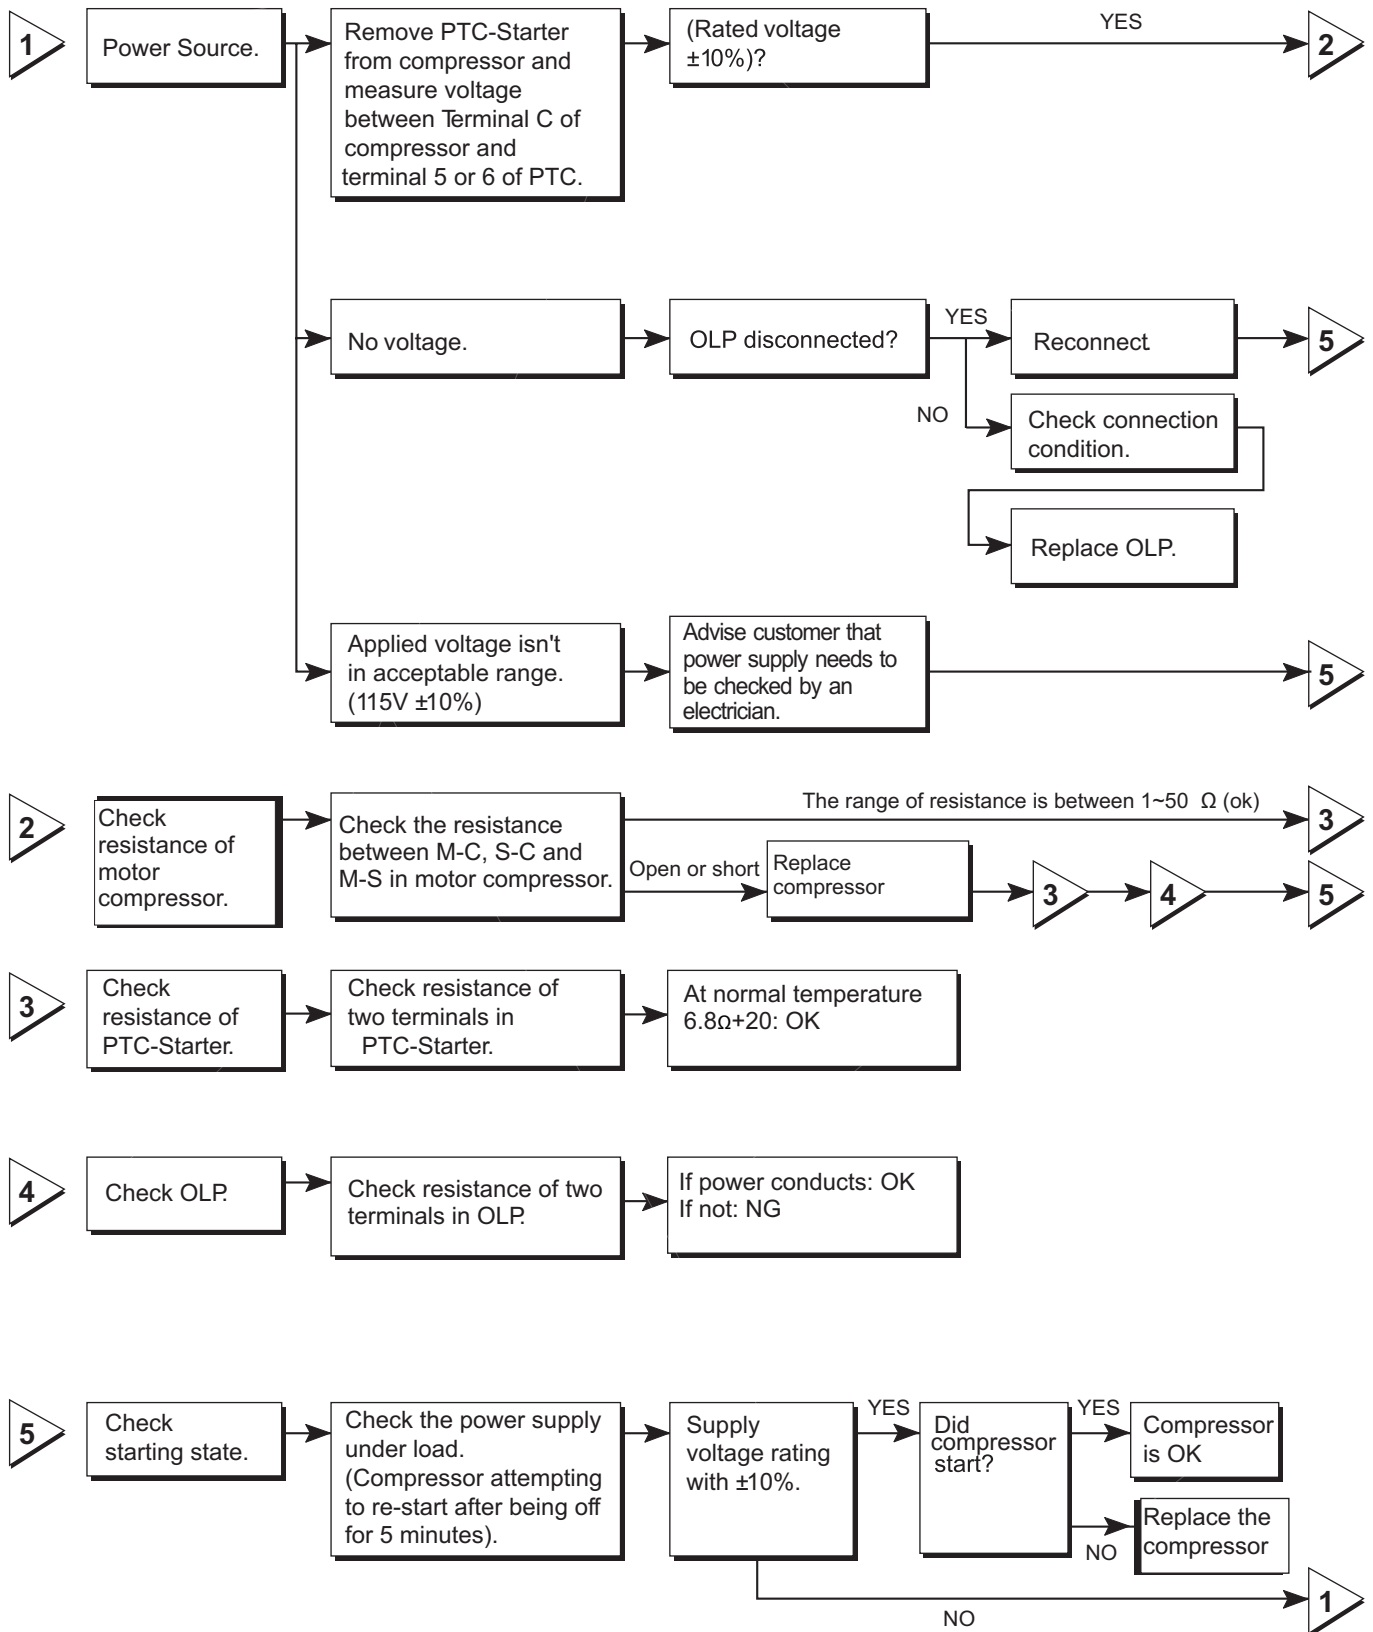 1
Power Source.
Remove PTC-Starter
from compressor and
measure voltage
between Terminal C of
compressor and
terminal 5 or 6 of PTC.
(Rated voltage
±10%)?
YES
2
No voltage.
OLP disconnected?
YES
Reconnect.
5
NO
Check connection
condition.
Replace OLP.
Applied voltage isn't
in acceptable range.
(115V ±10%)
Advise customer that
power supply needs to
be checked by an
electrician.
5
2
Check
resistance of
motor
compressor.
Check the resistance
between M-C, S-C and
M-S in motor compressor.
The range of resistance is between 1~50 Ω (ok)
3
Open or short
Replace
compressor
3
4
5
3
Check
resistance of
PTC-Starter.
Check resistance of
two terminals in
PTC-Starter.
At normal temperature
6.8Ω+20: OK
4
Check OLP.
Check resistance of two
terminals in OLP.
If power conducts: OK
If not: NG
5
Check
starting state.
Check the power supply
under load.
(Compressor attempting
to re-start after being off
for 5 minutes).
Supply
voltage rating
with ±10%.
YES
Did
compressor
start?
YES
Compressor
is OK
NO
Replace the
compressor
NO
1